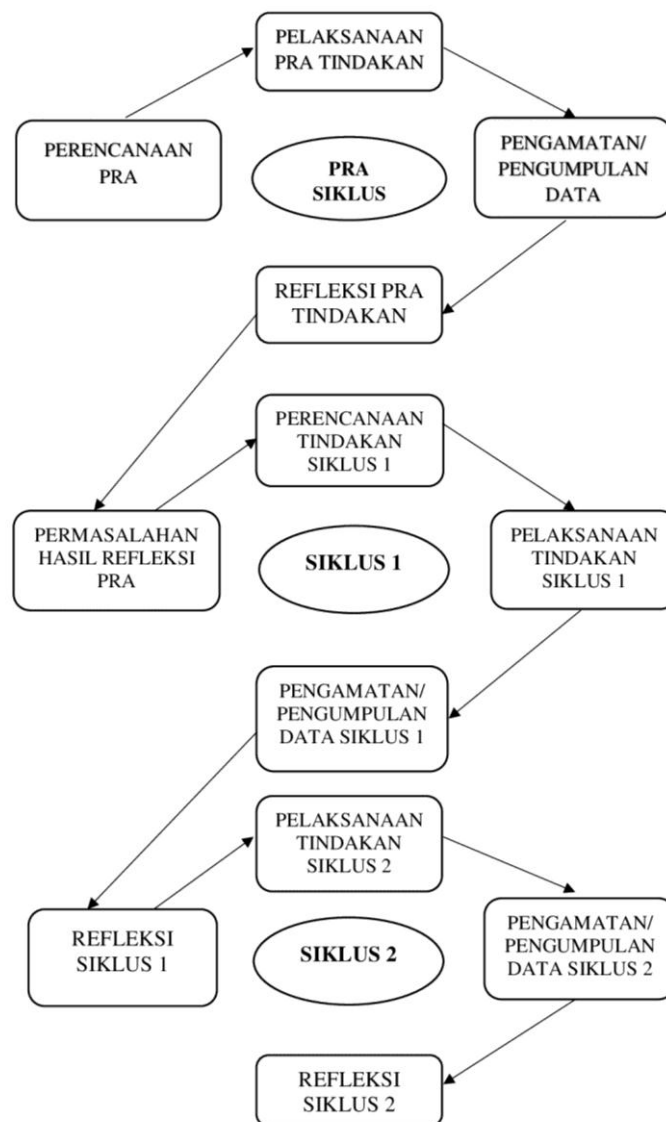 PELAKSANAAN
PRA TINDAKAN
PERENCANAAN
PRA
PRA
SIKLUS
PENGAMATAN/
PENGUMPULAN
DATA
REFLEKSI PRA
TINDAKAN
PERENCANAAN
TINDAKAN
SIKLUS 1
PERMASALAHAN
HASIL REFLEKSI
PRA
SIKLUS 1
PELAKSANAAN
TINDAKAN
SIKLUS 1
PENGAMATAN/
PENGUMPULAN
DATA SIKLUS 1
PELAKSANAAN
TINDAKAN
SIKLUS 2
REFLEKSI
SIKLUS 1
SIKLUS 2
PENGAMATAN/
PENGUMPULAN
DATA SIKLUS 2
REFLEKSI
SIKLUS 2